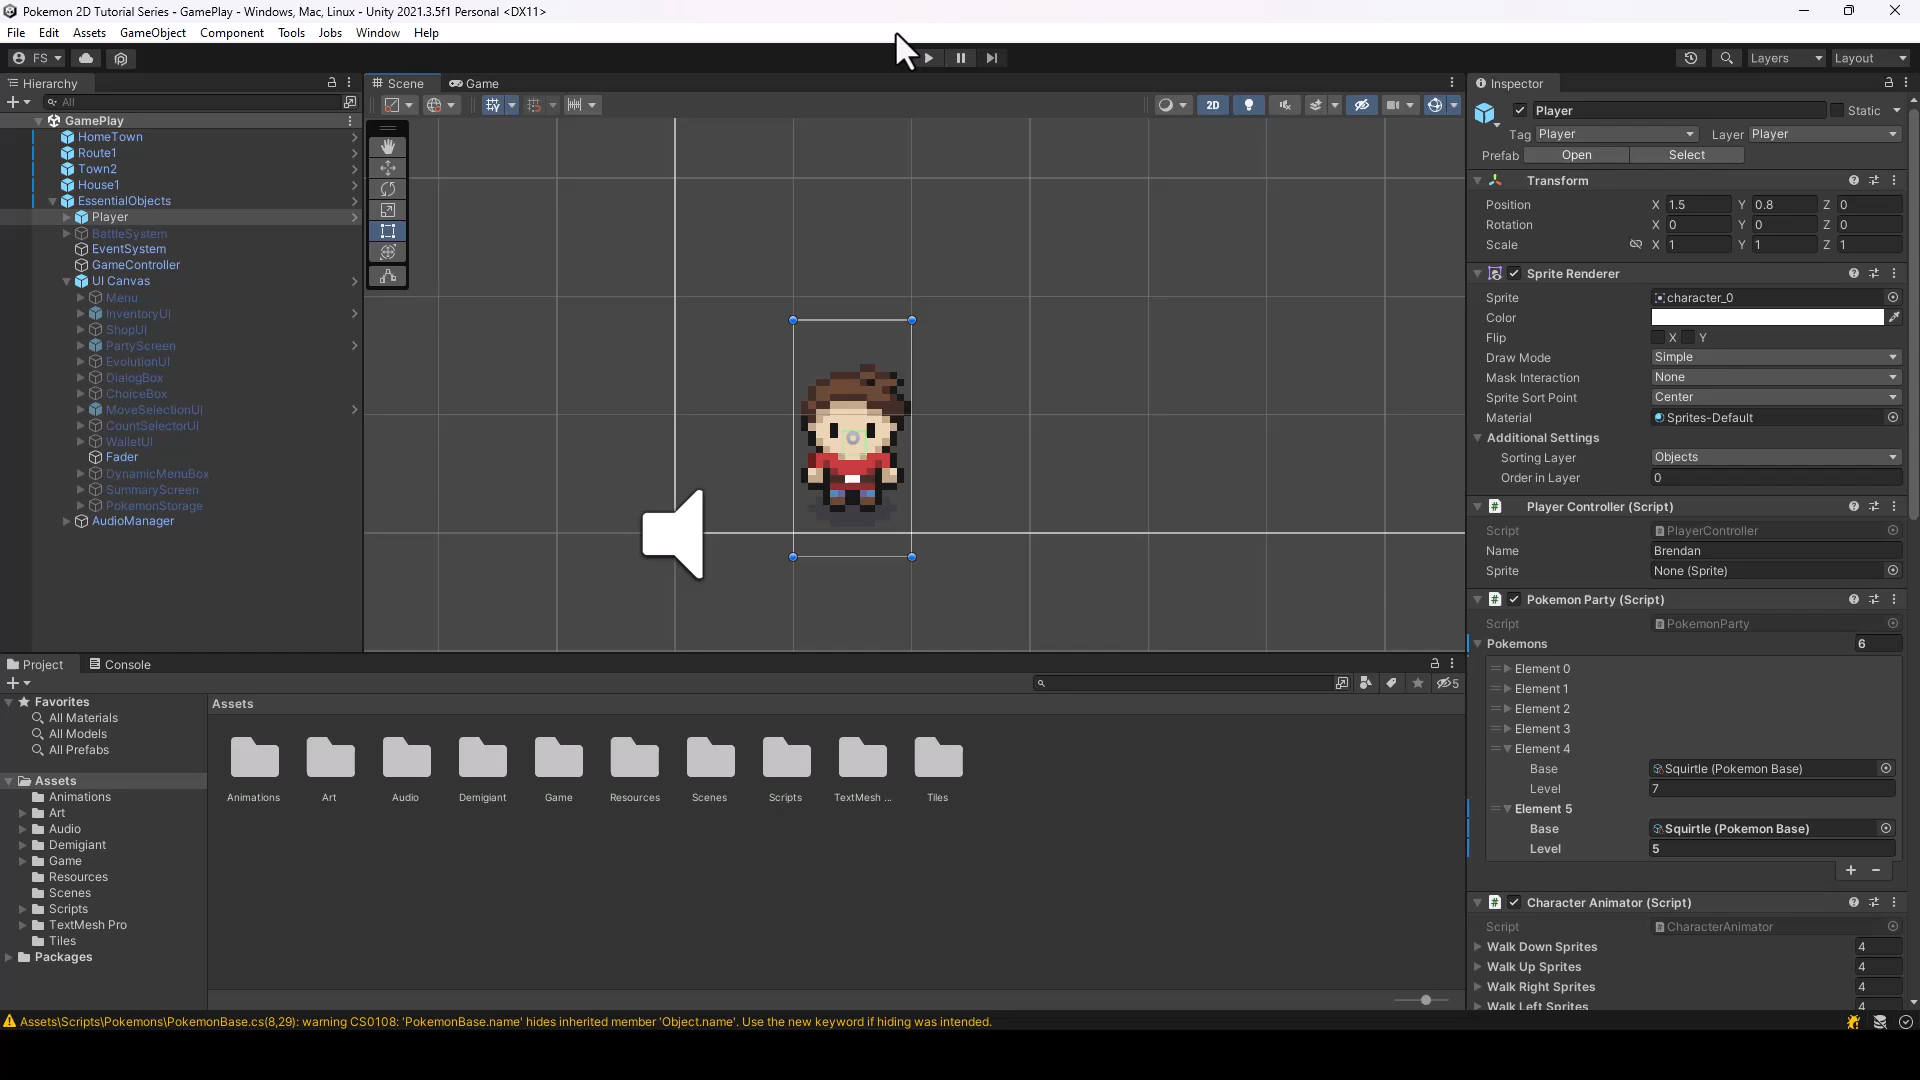 Pokemon 2D Tutorial Series - GamePlay - Windows, Mac, Linux - Unity 2021.3.5f1 Personal <DX11>
File Edit Assets GameObject Component Tools Jobs Window Help
FS Layers Layout
Hierarchy
All
GamePlay
HomeTown
Route1
Town2
House1
EssentialObjects
Player
BattleSystem
EventSystem
GameController
UI Canvas
Menu
InventoryUI
ShopUI
PartyScreen
EvolutionUI
DialogBox
ChoiceBox
MoveSelectionUI
CountSelectorUI
WalletUI
Fader
DynamicMenuBox
SummaryScreen
PokemonStorage
AudioManager
Scene Game
2D
Inspector
Player Static
Tag Player Layer Player
Prefab Open Select
Transform
Position X 1.5 Y 0.8 Z 0
Rotation X 0 Y 0 Z 0
Scale X 1 Y 1 Z 1
Sprite Renderer
Sprite character_0
Color
Flip X Y
Draw Mode Simple
Mask Interaction None
Sprite Sort Point Center
Material Sprites-Default
Additional Settings
Sorting Layer Objects
Order in Layer 0
Player Controller (Script)
Script PlayerController
Name Brendan
Sprite None (Sprite)
Pokemon Party (Script)
Script PokemonParty
Pokemons 6
Element 0
Element 1
Element 2
Element 3
Element 4
Base Squirtle (Pokemon Base)
Level 7
Element 5
Base Squirtle (Pokemon Base)
Level 5
Character Animator (Script)
Script CharacterAnimator
Walk Down Sprites 4
Walk Up Sprites 4
Walk Right Sprites 4
Walk Left Sprites 4
Project Console
5
Favorites
All Materials
All Models
All Prefabs
Assets
Animations
Art
Audio
Demigiant
Game
Resources
Scenes
Scripts
TextMesh Pro
Tiles
Packages
Assets
Animations Art Audio Demigiant Game Resources Scenes Scripts TextMesh ... Tiles
Assets\Scripts\Pokemons\PokemonBase.cs(8,29): warning CS0108: 'PokemonBase.name' hides inherited member 'Object.name'. Use the new keyword if hiding was intended.